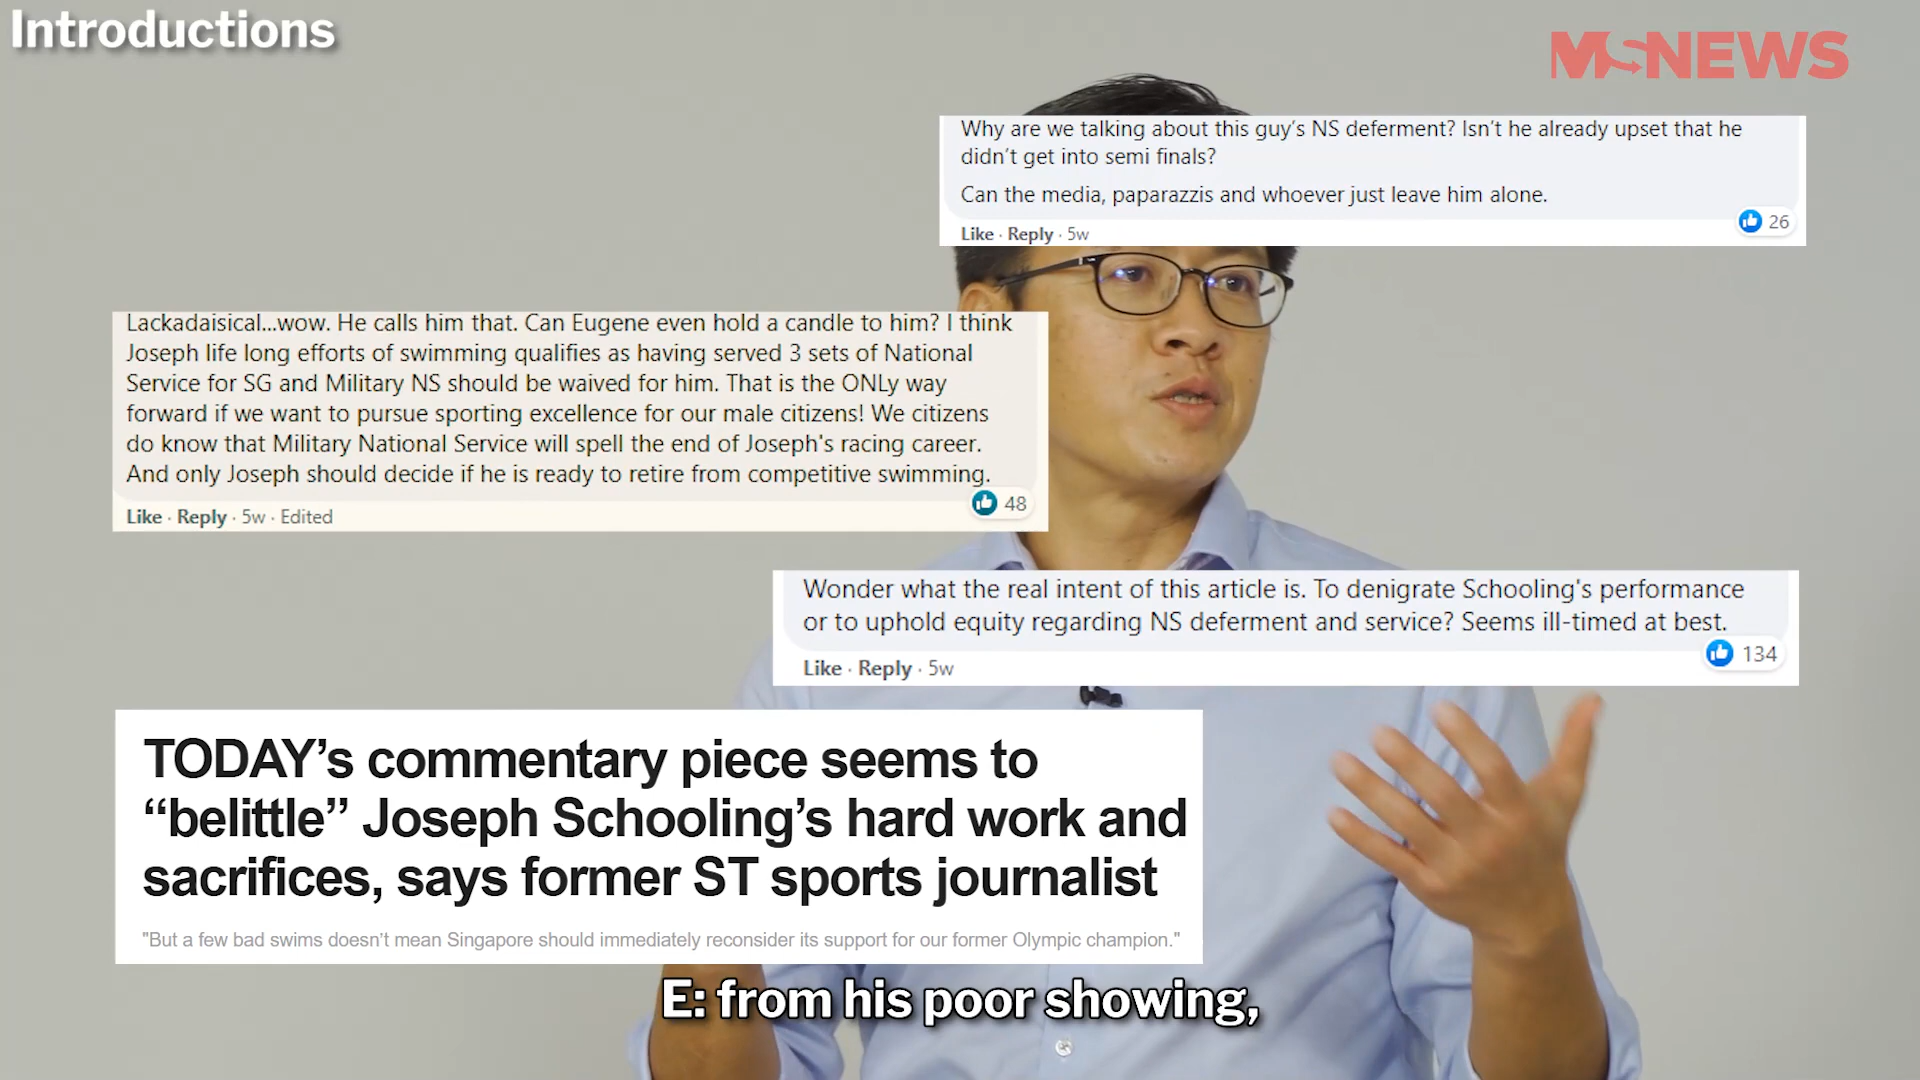 Introductions
MSNEWS
Why are we talking about this guy's NS deferment? Isn't he already upset that he
didn't get into semi finals?
Can the media, paparazzis and whoever just leave him alone.
26
Like · Reply · 5w
Lackadaisical...wow. He calls him that. Can Eugene even hold a candle to him? I think
Joseph life long efforts of swimming qualifies as having served 3 sets of National
Service for SG and Military NS should be waived for him. That is the ONLy way
forward if we want to pursue sporting excellence for our male citizens! We citizens
do know that Military National Service will spell the end of Joseph's racing career.
And only Joseph should decide if he is ready to retire from competitive swimming.
48
Like · Reply · 5w · Edited
Wonder what the real intent of this article is. To denigrate Schooling's performance
or to uphold equity regarding NS deferment and service? Seems ill-timed at best.
134
Like · Reply · 5w
TODAY’s commentary piece seems to
“belittle” Joseph Schooling’s hard work and
sacrifices, says former ST sports journalist
"But a few bad swims doesn’t mean Singapore should immediately reconsider its support for our former Olympic champion."
E: from his poor showing,